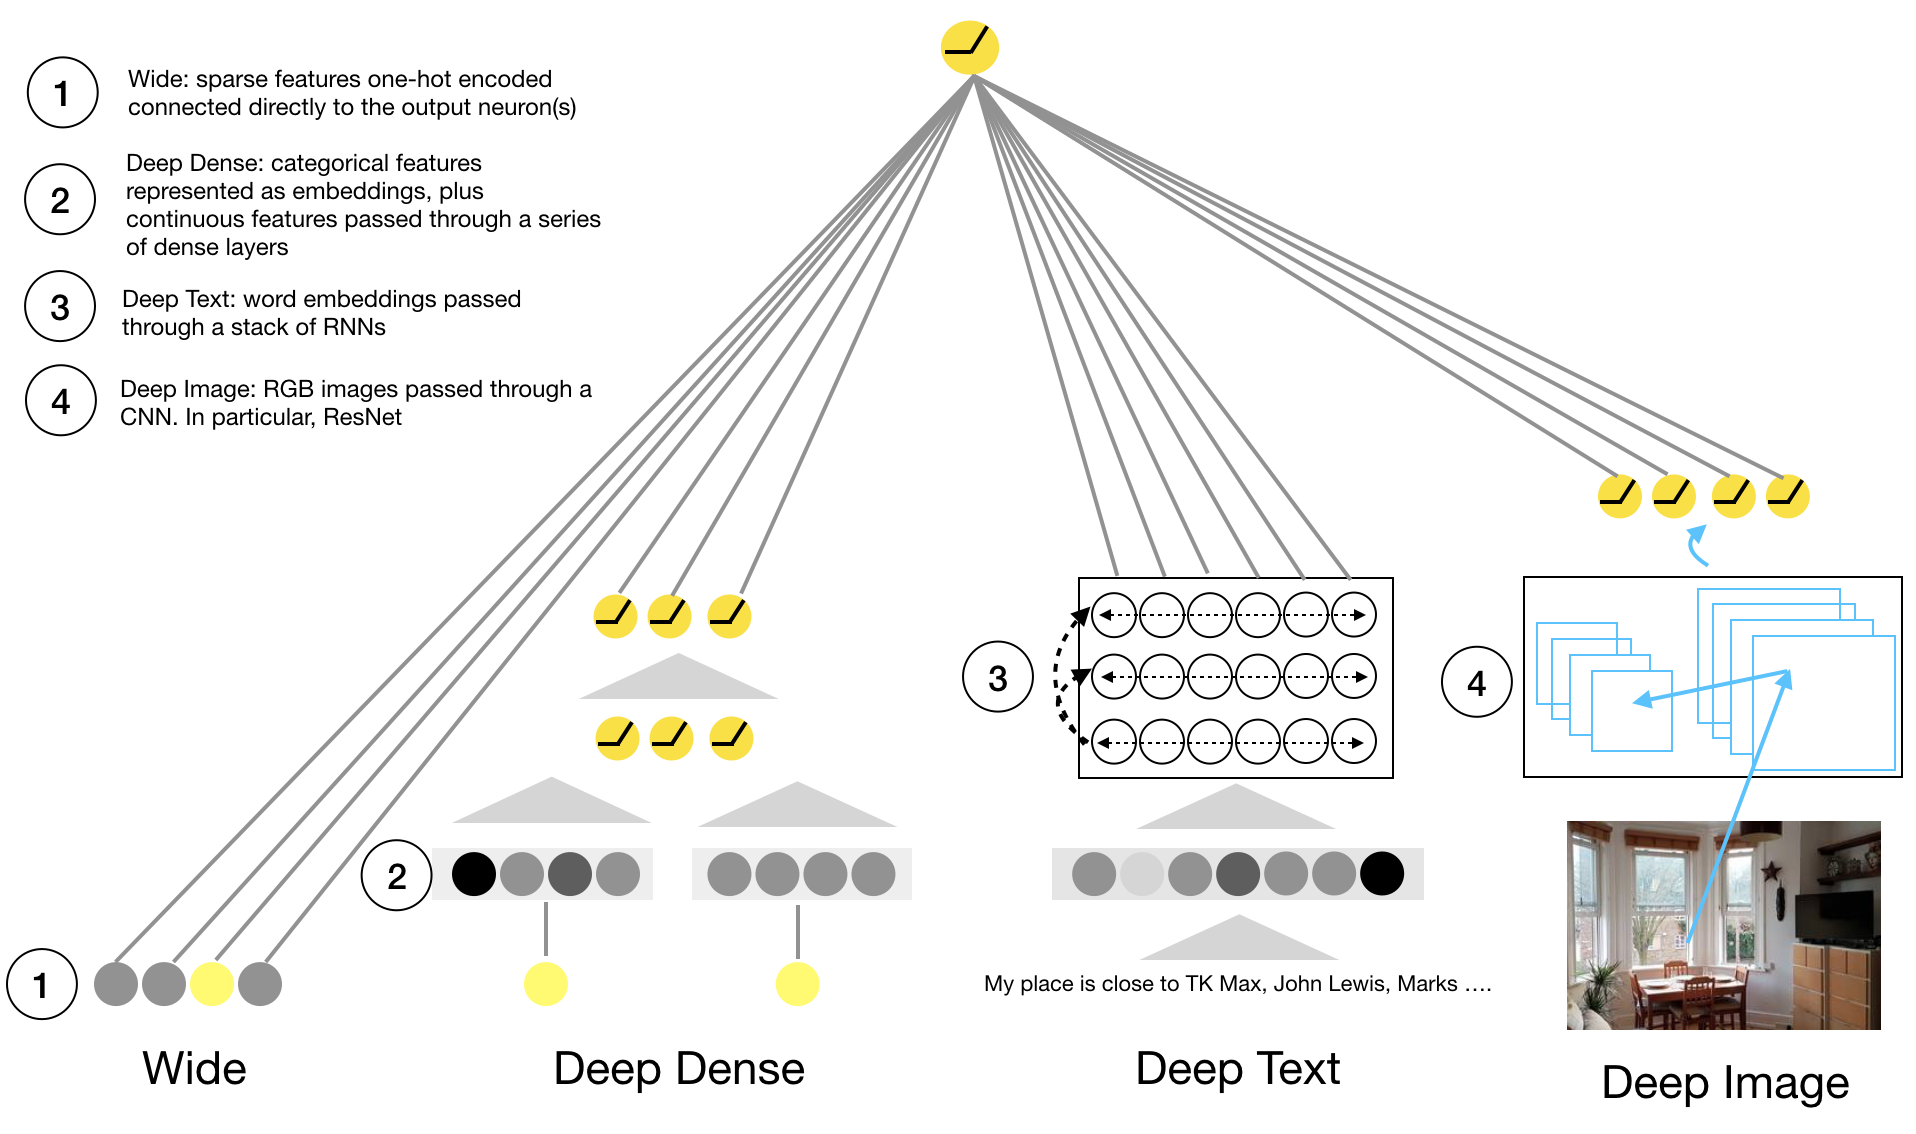 1
Wide: sparse features one-hot encoded
connected directly to the output neuron(s)
2
Deep Dense: categorical features
represented as embeddings, plus
continuous features passed through a series
of dense layers
3
Deep Text: word embeddings passed
through a stack of RNNs
4
Deep Image: RGB images passed through a
CNN. In particular, ResNet
3
4
2
1
My place is close to TK Max, John Lewis, Marks ....
Wide
Deep Dense
Deep Text
Deep Image